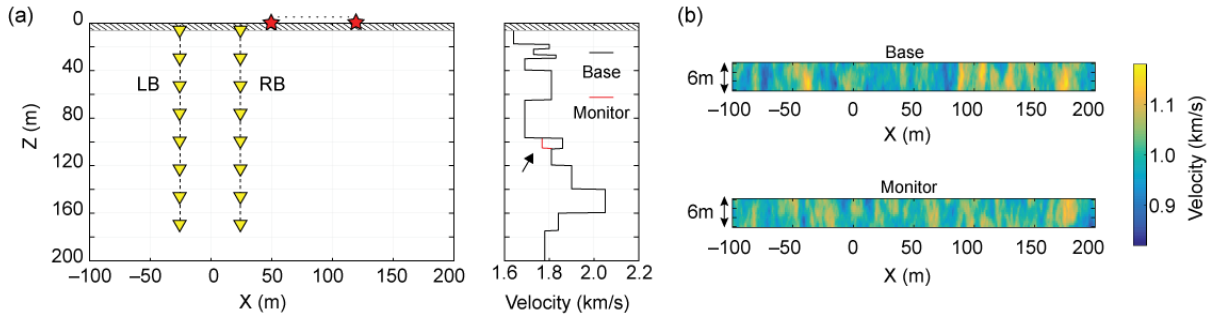 (a)
0
40
80
120
160
200
Z (m)
LB
RB
–100
–50
0
50
100
150
200
X (m)
Base
Monitor
1.6
1.8
2.0
2.2
Velocity (km/s)
(b)
Base
6m
–100
–50
0
50
100
150
200
X (m)
Monitor
6m
–100
–50
0
50
100
150
200
X (m)
1.1
1.0
0.9
Velocity (km/s)